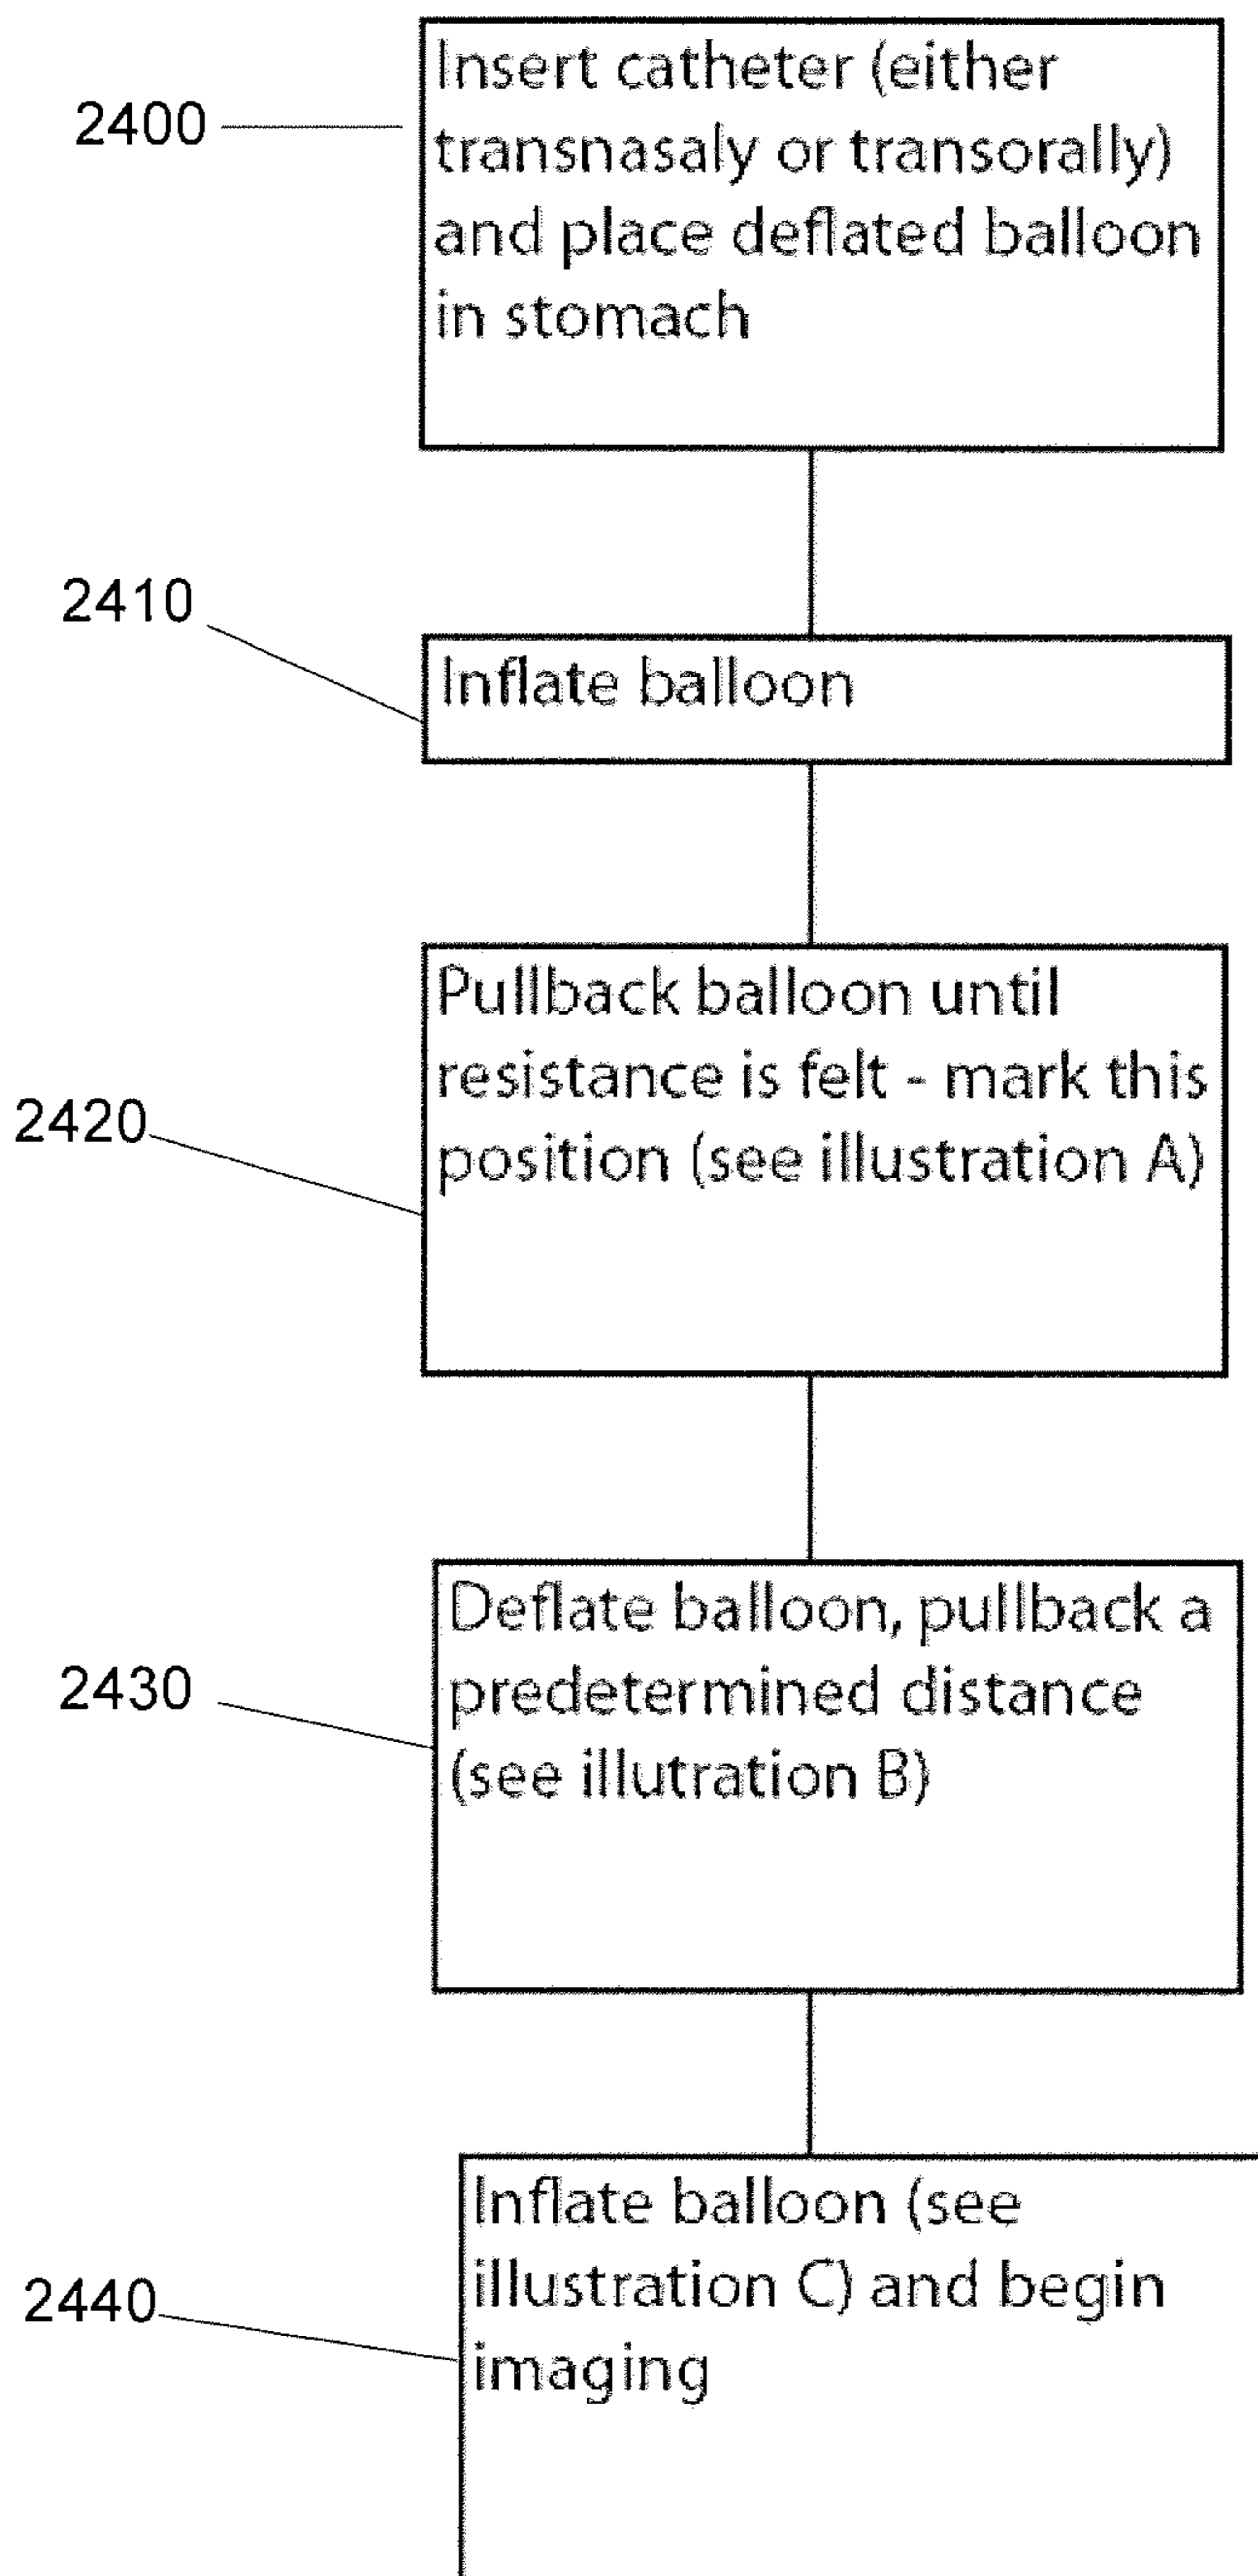 2400
Insert catheter (either
transnasaly or transorally)
and place deflated balloon
in stomach
2410
Inflate balloon
Pullback balloon until
resistance is felt - mark this
position (see illustration A)
2420
Deflate balloon, pullback a
predetermined distance
(see illutration B)
2430
Inflate balloon (see
illustration C) and begin
imaging
2440